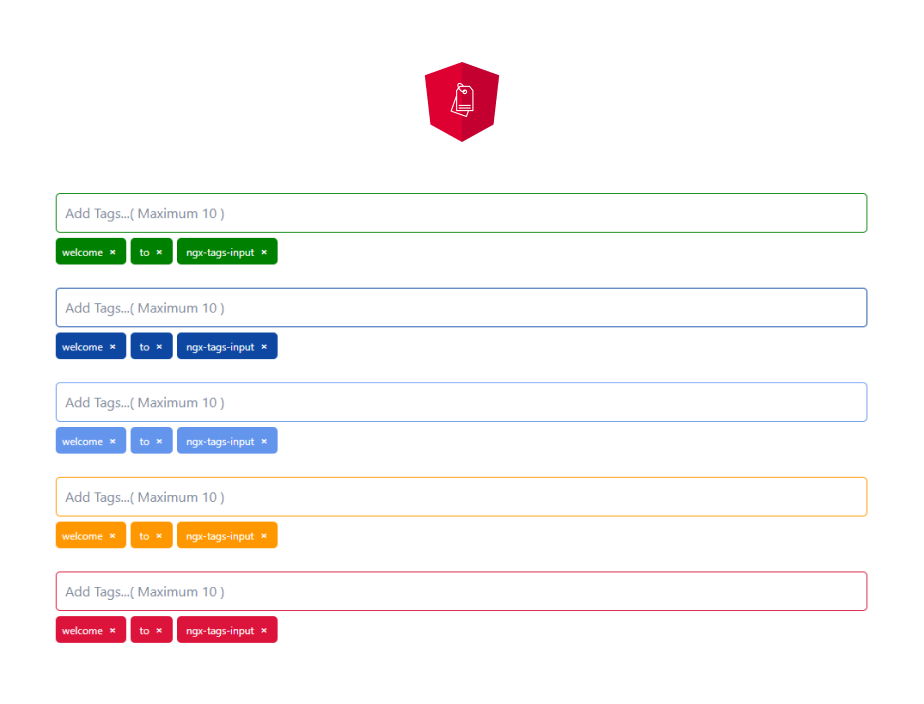 Add Tags...( Maximum 10 )
welcome × to × ngx-tags-input ×
Add Tags...( Maximum 10 )
welcome × to × ngx-tags-input ×
Add Tags...( Maximum 10 )
welcome × to × ngx-tags-input ×
Add Tags...( Maximum 10 )
welcome × to × ngx-tags-input ×
Add Tags...( Maximum 10 )
welcome × to × ngx-tags-input ×